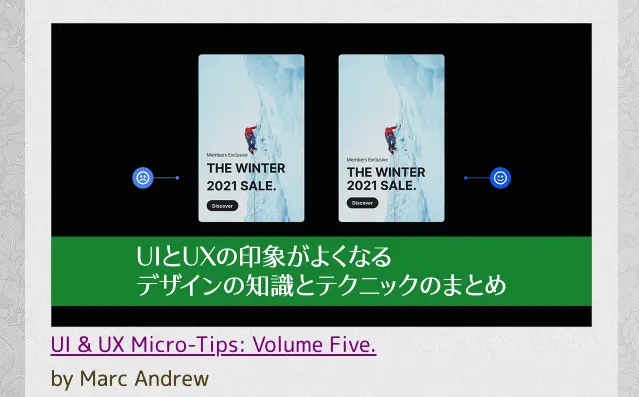 Members Exclusive
THE WINTER
2021 SALE.
Discover
Members Exclusive
THE WINTER
2021 SALE.
Discover
UIとUXの印象がよくなる
デザインの知識とテクニックのまとめ
UI & UX Micro-Tips: Volume Five.
by Marc Andrew